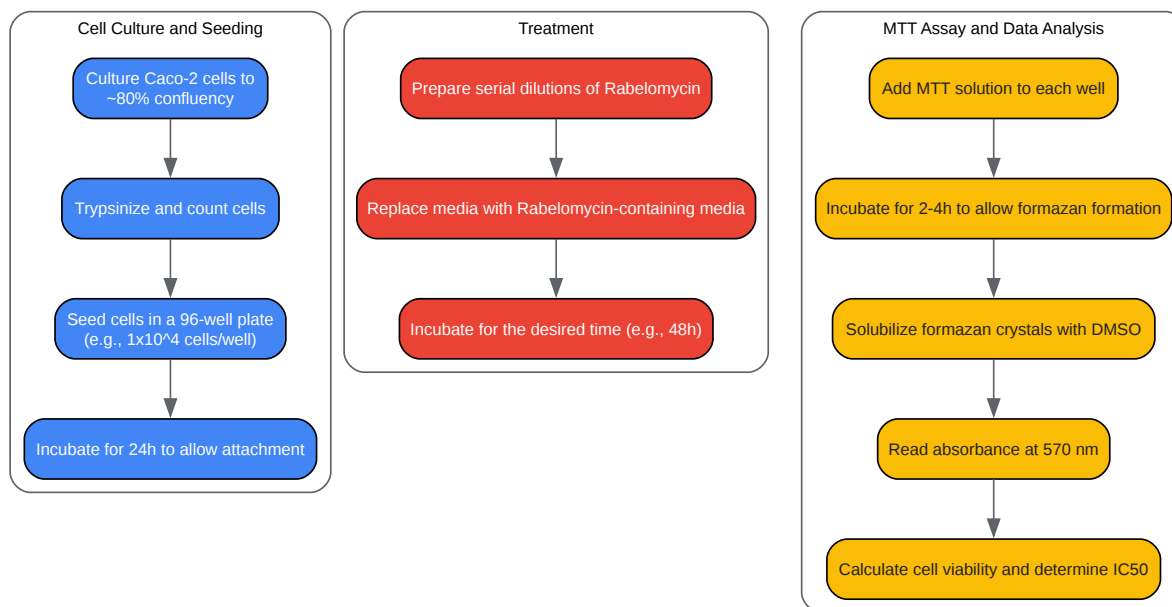 Cell Culture and Seeding
Culture Caco-2 cells to
~80% confluency
Trypsinize and count cells
Seed cells in a 96-well plate
(e.g., 1x10^4 cells/well)
Incubate for 24h to allow attachment
Treatment
Prepare serial dilutions of Rabelomycin
Replace media with Rabelomycin-containing media
Incubate for the desired time (e.g., 48h)
MTT Assay and Data Analysis
Add MTT solution to each well
Incubate for 2-4h to allow formazan formation
Solubilize formazan crystals with DMSO
Read absorbance at 570 nm
Calculate cell viability and determine IC50